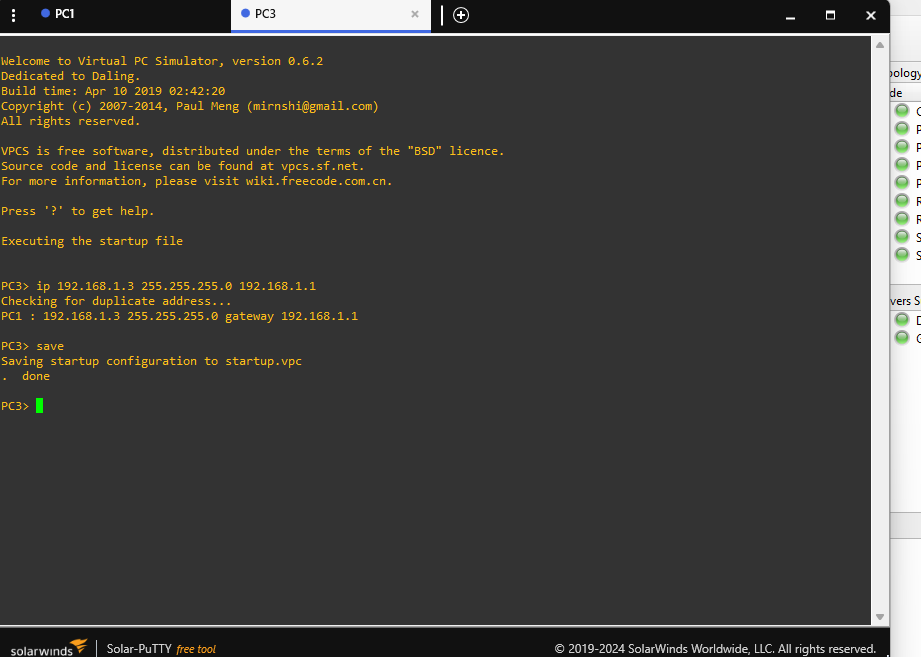 PC1
PC3
Welcome to Virtual PC Simulator, version 0.6.2
Dedicated to Daling.
Build time: Apr 10 2019 02:42:20
Copyright (c) 2007-2014, Paul Meng (mirnshi@gmail.com)
All rights reserved.
VPCS is free software, distributed under the terms of the "BSD" licence.
Source code and license can be found at vpcs.sf.net.
For more information, please visit wiki.freecode.com.cn.
Press '?' to get help.
Executing the startup file
PC3> ip 192.168.1.3 255.255.255.0 192.168.1.1
Checking for duplicate address...
PC1 : 192.168.1.3 255.255.255.0 gateway 192.168.1.1
PC3> save
Saving startup configuration to startup.vpc
.  done
PC3>
solarwinds
Solar-PuTTY free tool
© 2019-2024 SolarWinds Worldwide, LLC. All rights reserved.
pology
de
vers S